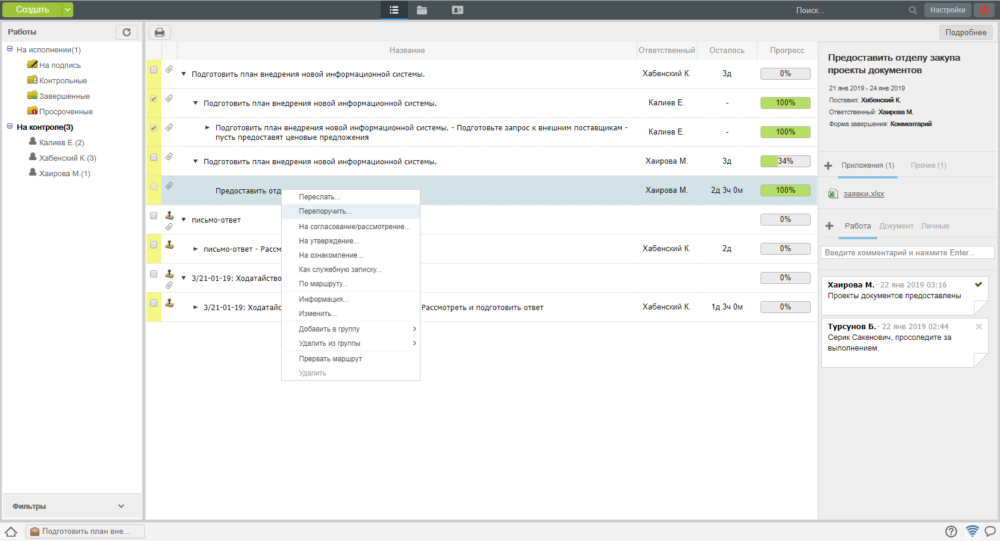 Создать
Поиск...
Настройки
Работы
Подробнее
На исполнении(1)
На подпись
Контрольные
Завершенные
Просроченные
На контроле(3)
Калиев Е.(2)
Хабенский К.(3)
Хаирова М.(1)
Фильтры
Название
Ответственный
Осталось
Прогресс
Подготовить план внедрения новой информационной системы.
Хабенский К.
3д
0%
Подготовить план внедрения новой информационной системы.
Калиев Е.
-
100%
Подготовить план внедрения новой информационной системы. - Подготовьте запрос к внешним поставщикам -
пусть предоставят ценовые предложения
Калиев Е.
-
100%
Подготовить план внедрения новой информационной системы.
Хаирова М.
3д
34%
Предоставить отд
Хаирова М.
2д 3ч 0м
100%
письмо-ответ
0%
письмо-ответ - Рассм
Хабенский К.
2д
0%
3/21-01-19: Ходатайство
0%
3/21-01-19: Ходатайс
Рассмотреть и подготовить ответ
Хабенский К.
1д 3ч 0м
0%
Переслать...
Перепоручить...
На согласование/рассмотрение...
На утверждение...
На ознакомление...
Как служебную записку...
По маршруту...
Информация...
Изменить...
Добавить в группу
Удалить из группы
Прервать маршрут
Удалить
Предоставить отделу закупа
проекты документов
21 янв 2019 - 24 янв 2019
Поставил: Хабенский К.
Ответственный: Хаирова М.
Форма завершения: Комментарий
Приложения (1)
Прочие (1)
заявки.xlsx
Работа
Документ
Личные
Введите комментарий и нажмите Enter...
Хаирова М.- 22 янв 2019 03:16
Проекты документов предоставлены
Турсунов Б.- 22 янв 2019 02:44
Серик Сакенович, просоледите за
выполнением.
Подготовить план вне...